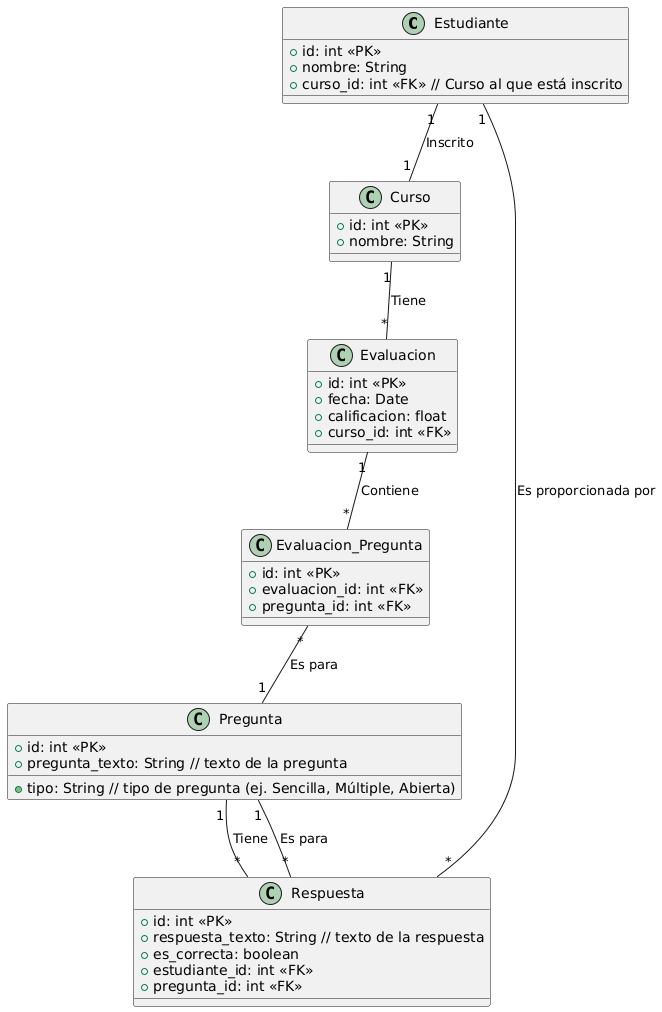 C Estudiante
id: int «PK»
nombre: String
curso_id: int «FK» // Curso al que está inscrito
1
1
Inscrito
1
C Curso
id: int «PK»
nombre: String
1
Tiene
*
C Evaluacion
id: int «PK»
fecha: Date
calificacion: float
curso_id: int «FK»
1
Contiene
Es proporcionada por
*
C Evaluacion_Pregunta
id: int «PK»
evaluacion_id: int «FK»
pregunta_id: int «FK»
*
Es para
1
C Pregunta
id: int «PK»
pregunta_texto: String // texto de la pregunta
tipo: String // tipo de pregunta (ej. Sencilla, Múltiple, Abierta)
1
1
Tiene
Es para
*
*
*
C Respuesta
id: int «PK»
respuesta_texto: String // texto de la respuesta
es_correcta: boolean
estudiante_id: int «FK»
pregunta_id: int «FK»